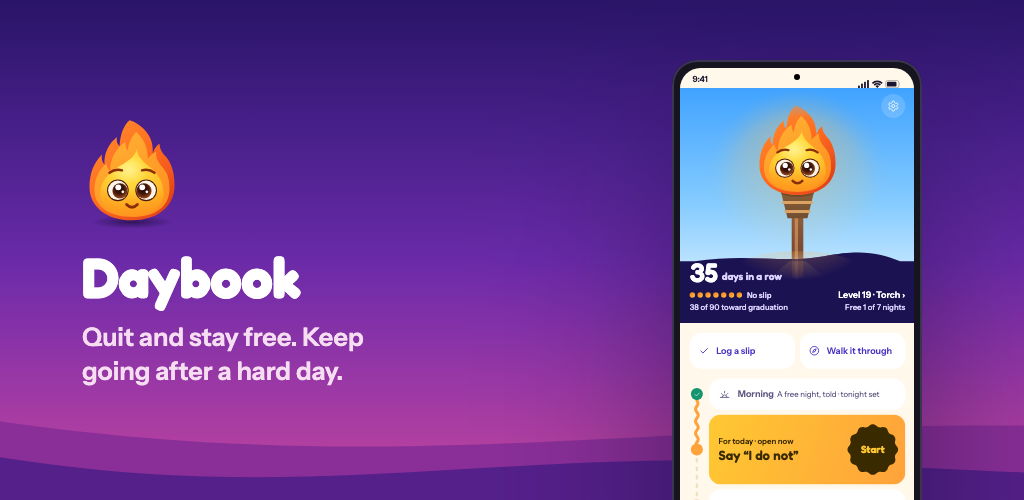 Daybook
Quit and stay free. Keep
going after a hard day.
9:41
35 days in a row
No slip
Level 19 · Torch ›
38 of 90 toward graduation
Free 1 of 7 nights
Log a slip
Walk it through
Morning A free night, told · tonight set
For today · open now
Say “I do not”
Start